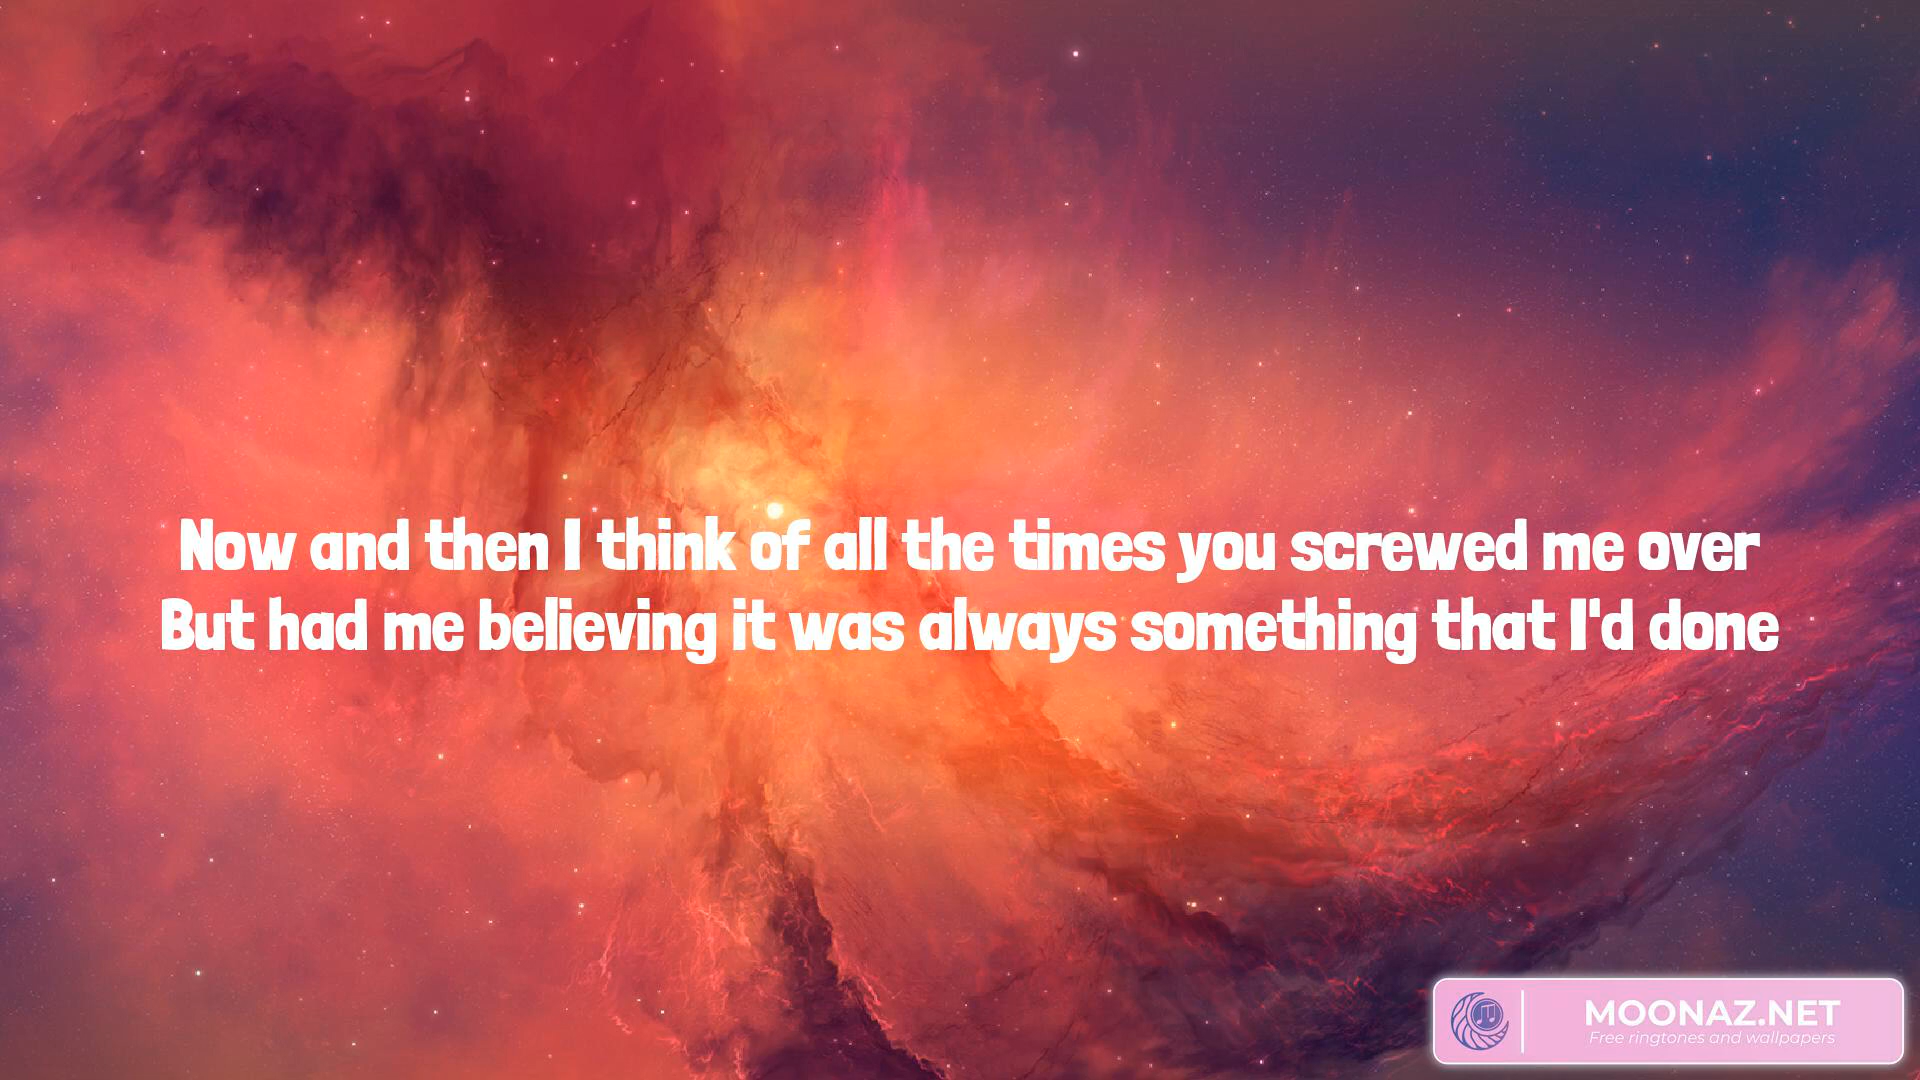 Now and then I think of all the times you screwed me over
But had me believing it was always something that I'd done
MOONAZ.NET
Free ringtones and wallpapers